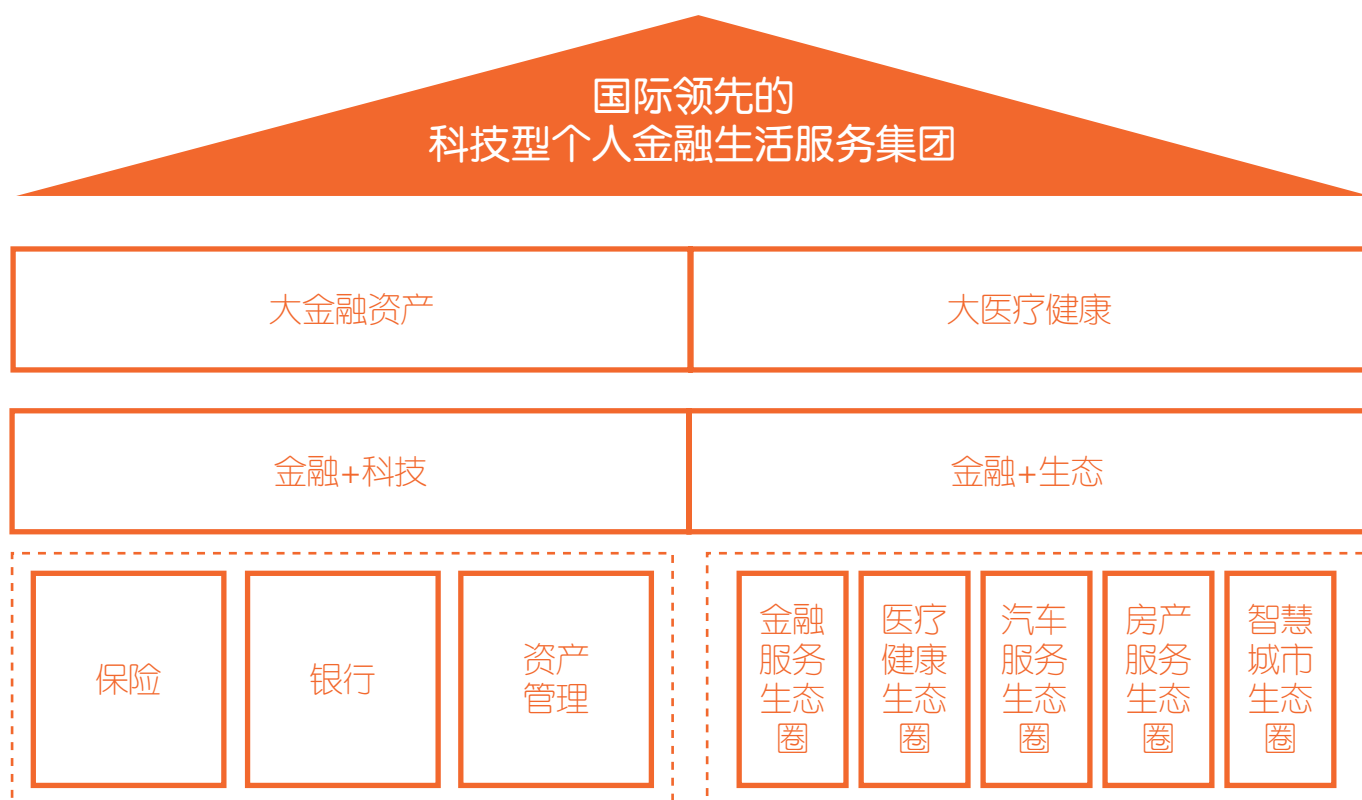 国际领先的
科技型个人金融生活服务集团
大金融资产
大医疗健康
金融+科技
金融+生态
保险
银行
资产
管理
金融
服务
生态
圈
医疗
健康
生态
圈
汽车
服务
生态
圈
房产
服务
生态
圈
智慧
城市
生态
圈